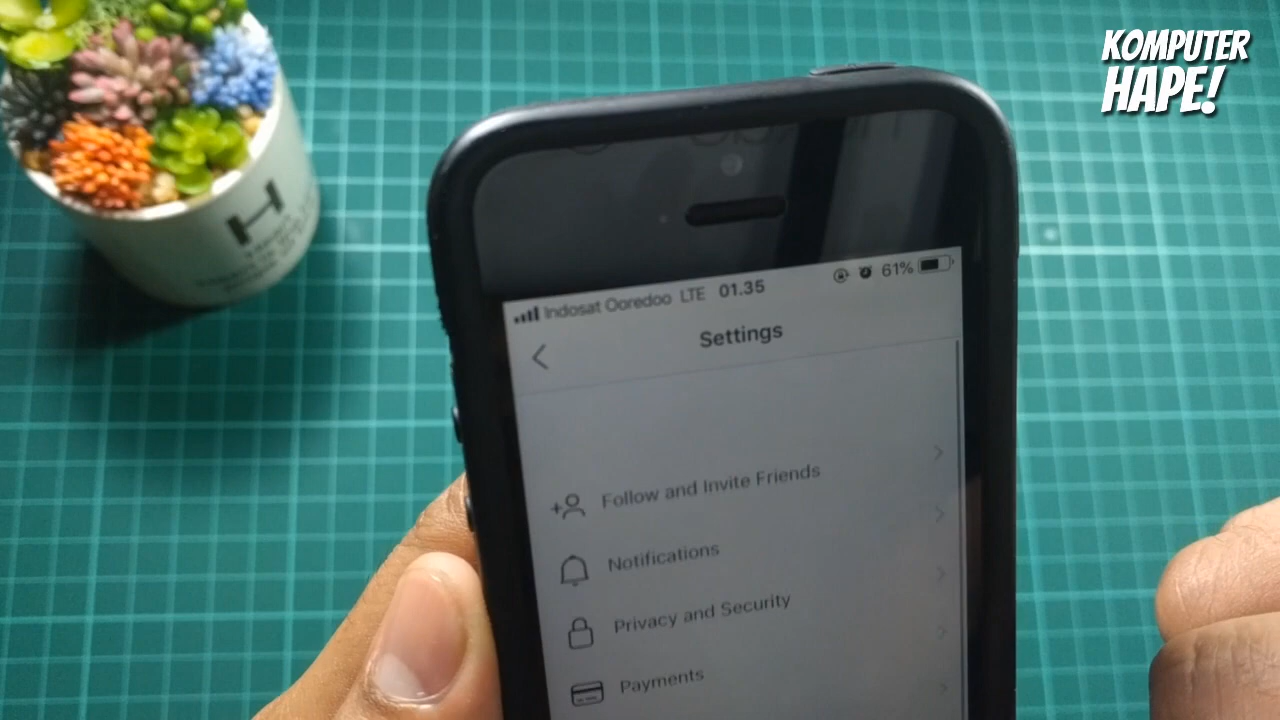 KOMPUTER
HAPE!
H
Indosat Ooredoo LTE 01.35 61%
Settings
Follow and Invite Friends
Notifications
Privacy and Security
Payments